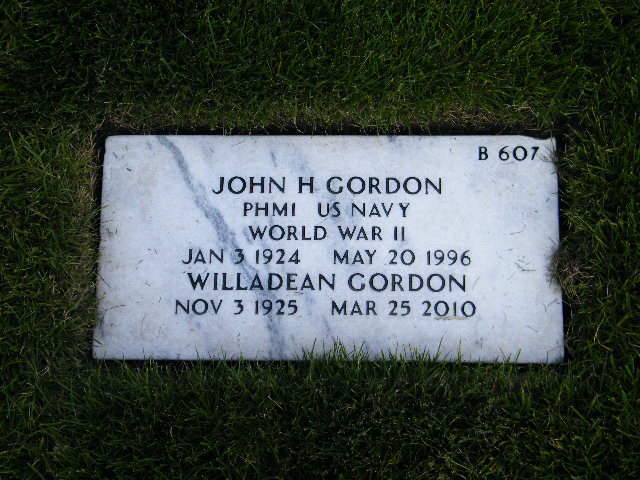 B 607
JOHN H GORDON
PHM1 US NAVY
WORLD WAR II
JAN 3 1924 MAY 20 1996
WILLADEAN GORDON
NOV 3 1925 MAR 25 2010